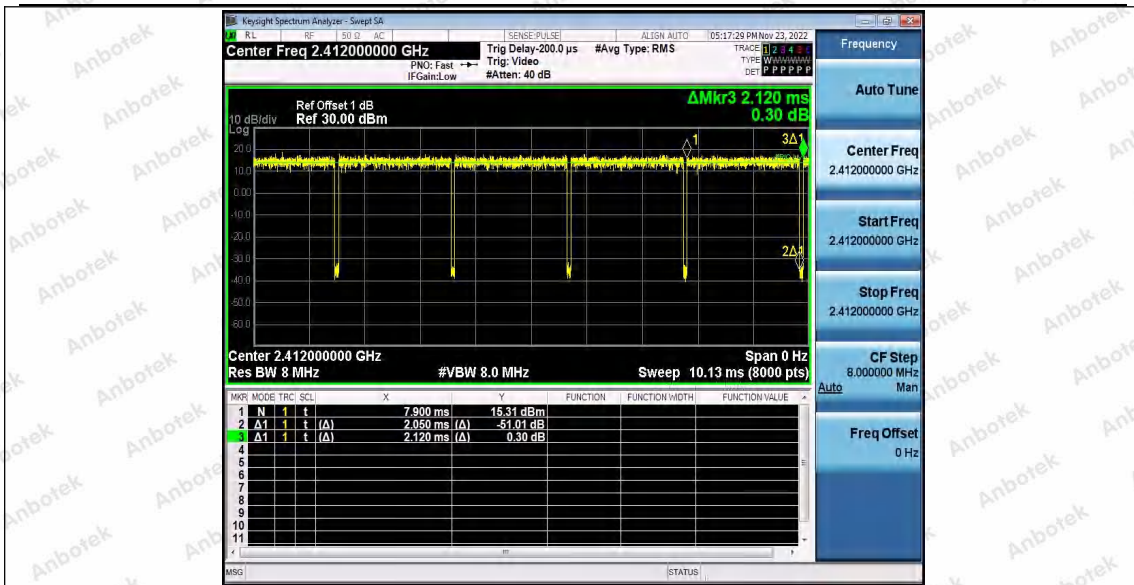 Keysight Spectrum Analyzer - Swept SA
RL RF 50 Ω AC SENSE:PULSE ALIGN AUTO 05:17:29 PM Nov 23, 2022
Center Freq 2.412000000 GHz
PNO: Fast
IFGain:Low
Trig Delay-200.0 µs
Trig: Video
#Atten: 40 dB
#Avg Type: RMS
TRACE 1 2 3 4 5 6
TYPE WWWWWW
DET P P P P P P
ΔMkr3 2.120 ms
0.30 dB
Ref Offset 1 dB
10 dB/div Ref 30.00 dBm
Log
20.0
10.0
0.00
-10.0
-20.0
-30.0
-40.0
-50.0
-60.0
1
3Δ1
2Δ1
Center 2.412000000 GHz Span 0 Hz
Res BW 8 MHz #VBW 8.0 MHz Sweep 10.13 ms (8000 pts)
MKR MODE TRC SCL X Y FUNCTION FUNCTION WIDTH FUNCTION VALUE
1 N 1 t 7.900 ms 15.31 dBm
2 Δ1 1 t (Δ) 2.050 ms (Δ) -51.01 dB
3 Δ1 1 t (Δ) 2.120 ms (Δ) 0.30 dB
4
5
6
7
8
9
10
11
MSG STATUS
Frequency
Auto Tune
Center Freq
2.412000000 GHz
Start Freq
2.412000000 GHz
Stop Freq
2.412000000 GHz
CF Step
8.000000 MHz
Auto Man
Freq Offset
0 Hz
Anbotek